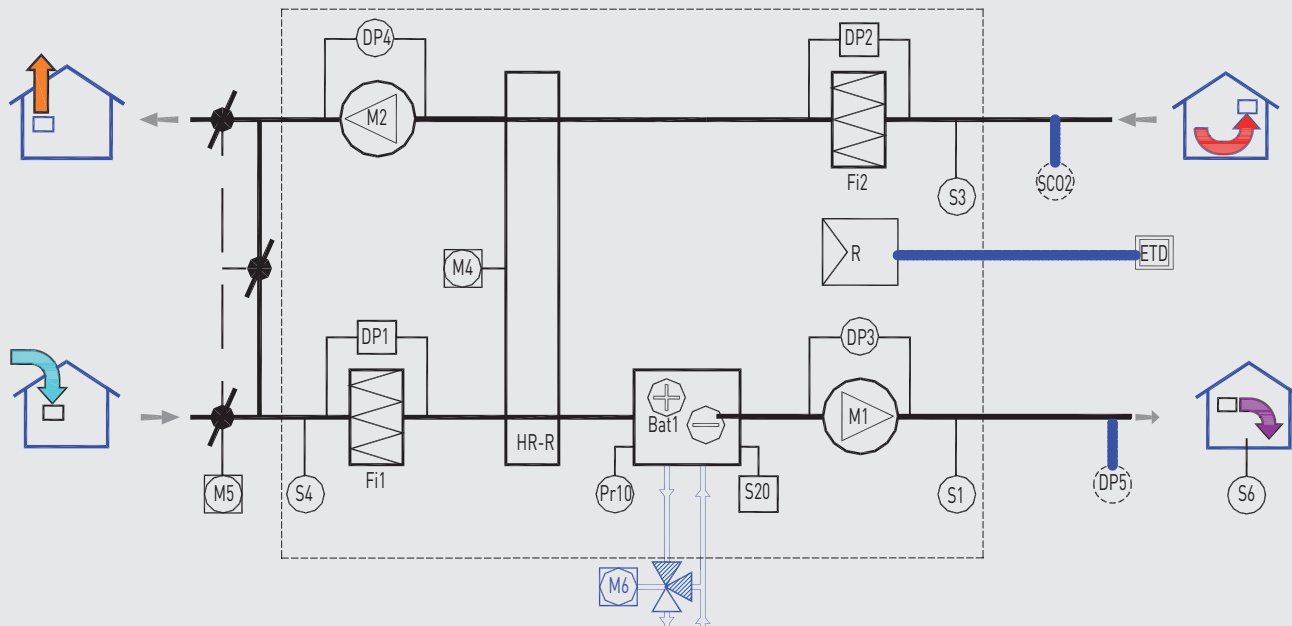 DP4
DP2
M2
Fi2
S3
SCO2
M4
R
ETD
DP1
DP3
M1
Bat1
HR-R
Fi1
M5
S4
Pr10
S20
S1
DP5
S6
M6